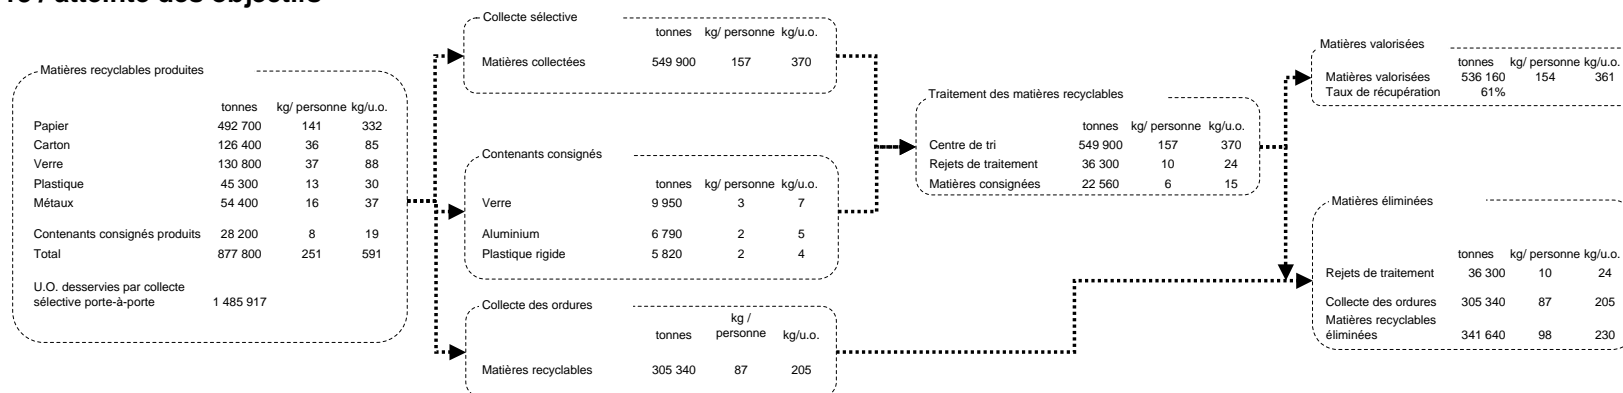 Matières recyclables produites
tonnes kg/ personne kg/u.o.
Papier 492 700 141 332
Carton 126 400 36 85
Verre 130 800 37 88
Plastique 45 300 13 30
Métaux 54 400 16 37
Contenants consignés produits 28 200 8 19
Total 877 800 251 591
U.O. desservies par collecte
sélective porte-à-porte 1 485 917
Collecte sélective
tonnes kg/ personne kg/u.o.
Matières collectées 549 900 157 370
Contenants consignés
tonnes kg/ personne kg/u.o.
Verre 9 950 3 7
Aluminium 6 790 2 5
Plastique rigide 5 820 2 4
Collecte des ordures
kg /
tonnes personne kg/u.o.
Matières recyclables 305 340 87 205
Traitement des matières recyclables
tonnes kg/ personne kg/u.o.
Centre de tri 549 900 157 370
Rejets de traitement 36 300 10 24
Matières consignées 22 560 6 15
Matières valorisées
tonnes kg/ personne kg/u.o.
Matières valorisées 536 160 154 361
Taux de récupération 61%
Matières éliminées
tonnes kg/ personne kg/u.o.
Rejets de traitement 36 300 10 24
Collecte des ordures 305 340 87 205
Matières recyclables
éliminées 341 640 98 230